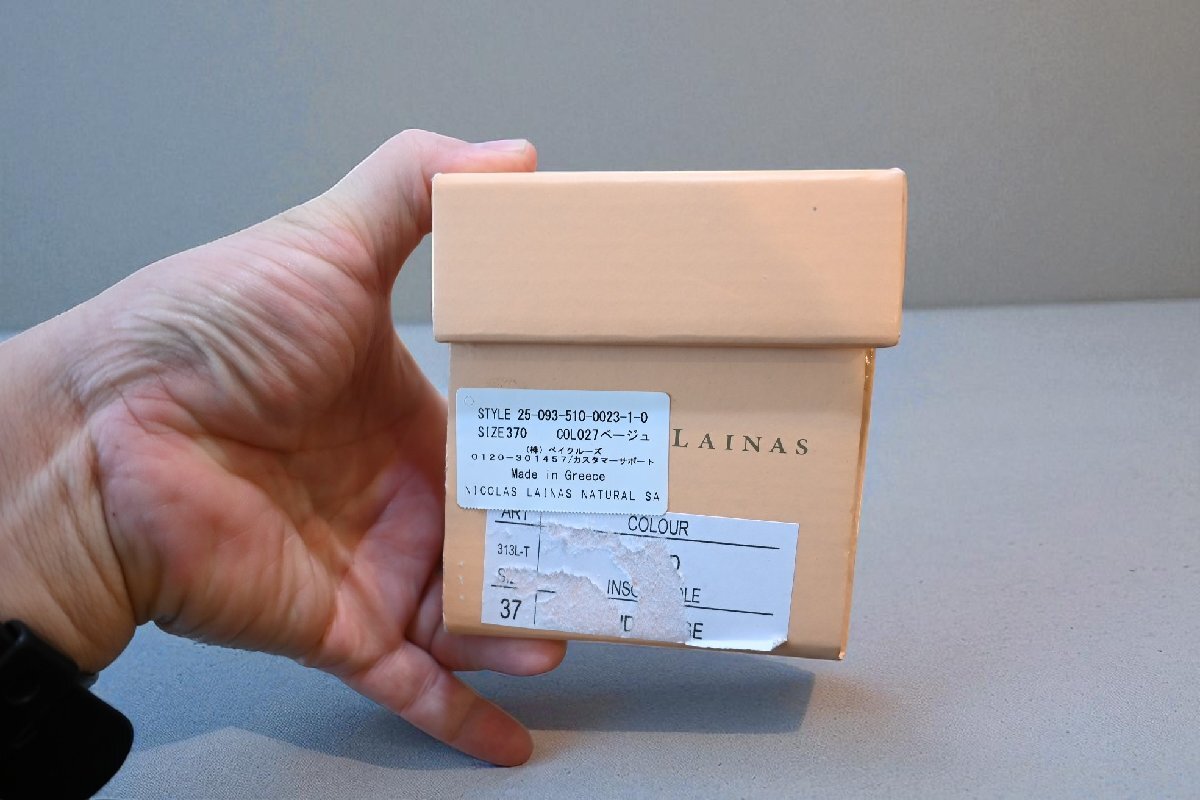 STYLE 25-093-510-0023-1-0
SIZE370 COL027ベージュ
(株) ベイクルーズ
0120-301457/カスタマーサポート
Made in Greece
NICOLAS LAINAS NATURAL SA
LAINAS
ART COLOUR
313L-T
37